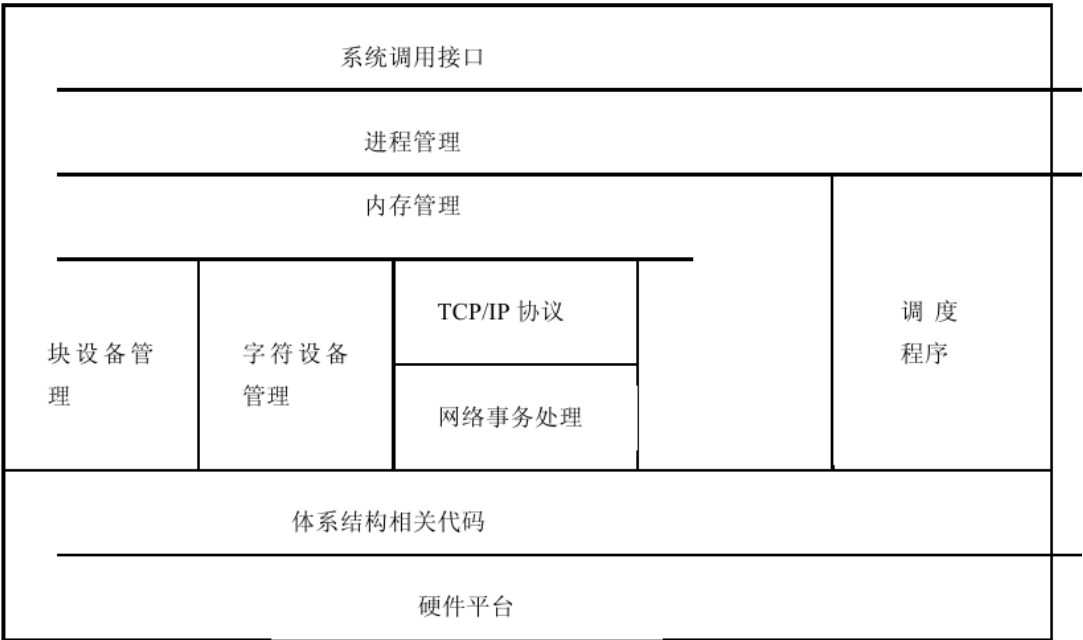 系统调用接口
进程管理
内存管理
块设备管
理
字符设备
管理
TCP/IP 协议
网络事务处理
调 度
程序
体系结构相关代码
硬件平台